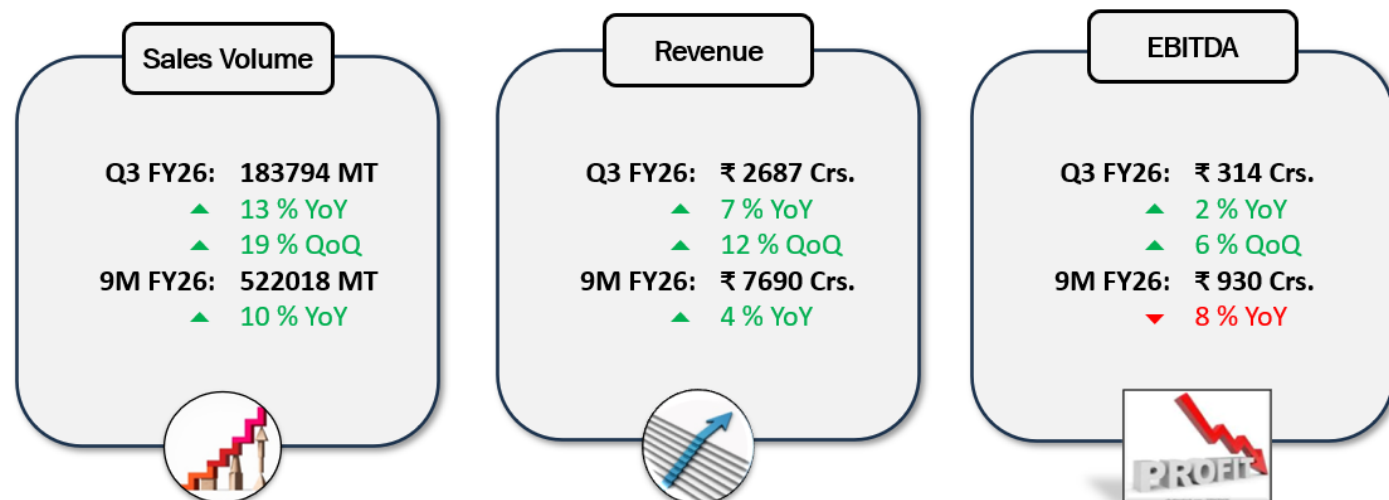 Sales Volume
Q3 FY26: 183794 MT
13 % YoY
19 % QoQ
9M FY26: 522018 MT
10 % YoY
Revenue
Q3 FY26: ₹ 2687 Crs.
7 % YoY
12 % QoQ
9M FY26: ₹ 7690 Crs.
4 % YoY
EBITDA
Q3 FY26: ₹ 314 Crs.
2 % YoY
6 % QoQ
9M FY26: ₹ 930 Crs.
8 % YoY
PROFIT